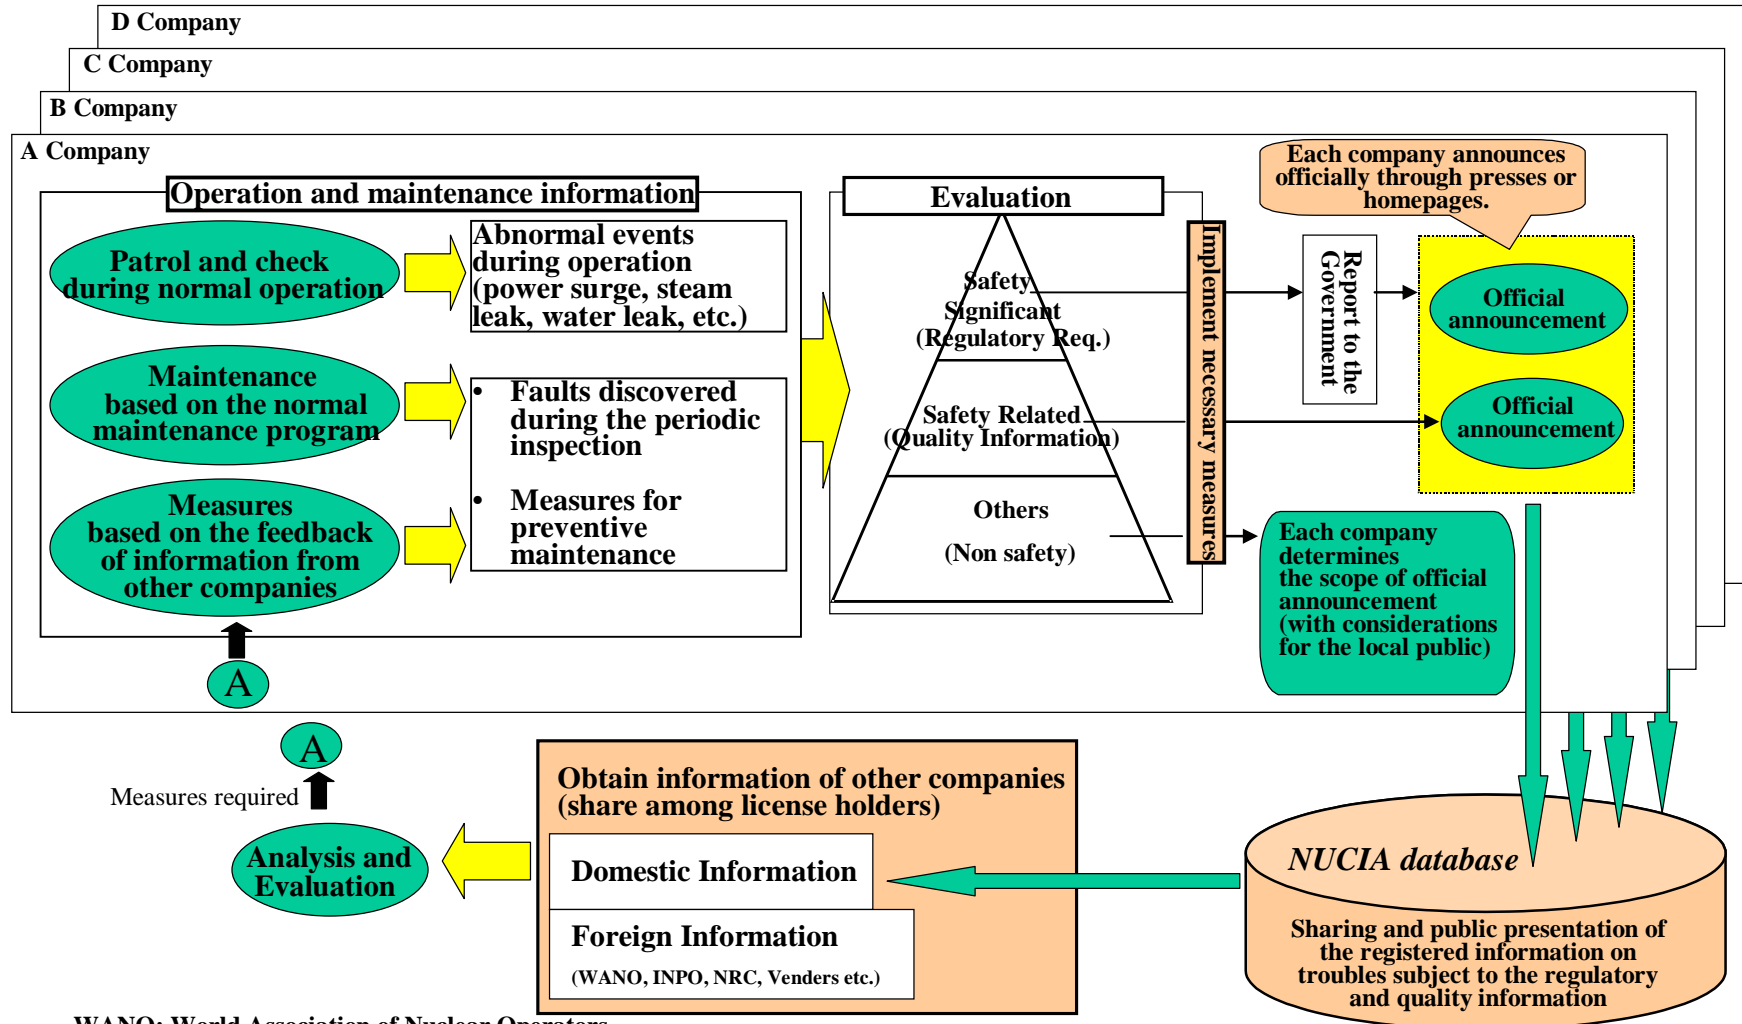 D Company
C Company
B Company
A Company
Operation and maintenance information
Patrol and check
during normal operation
Abnormal events
during operation
(power surge, steam
leak, water leak, etc.)
Maintenance
based on the normal
maintenance program
• Faults discovered
during the periodic
inspection
• Measures for
preventive
maintenance
Measures
based on the feedback
of information from
other companies
A
Evaluation
Safety
Significant
(Regulatory Req.)
Safety Related
(Quality Information)
Others
(Non safety)
Implement necessary measures
Report to the
Government
Each company announces
officially through presses or
homepages.
Official
announcement
Official
announcement
Each company
determines
the scope of official
announcement
(with considerations
for the local public)
A
Measures required
Analysis and
Evaluation
Obtain information of other companies
(share among license holders)
Domestic Information
Foreign Information
(WANO, INPO, NRC, Venders etc.)
NUCIA database
Sharing and public presentation of
the registered information on
troubles subject to the regulatory
and quality information
WANO: World Association of Nuclear Operators